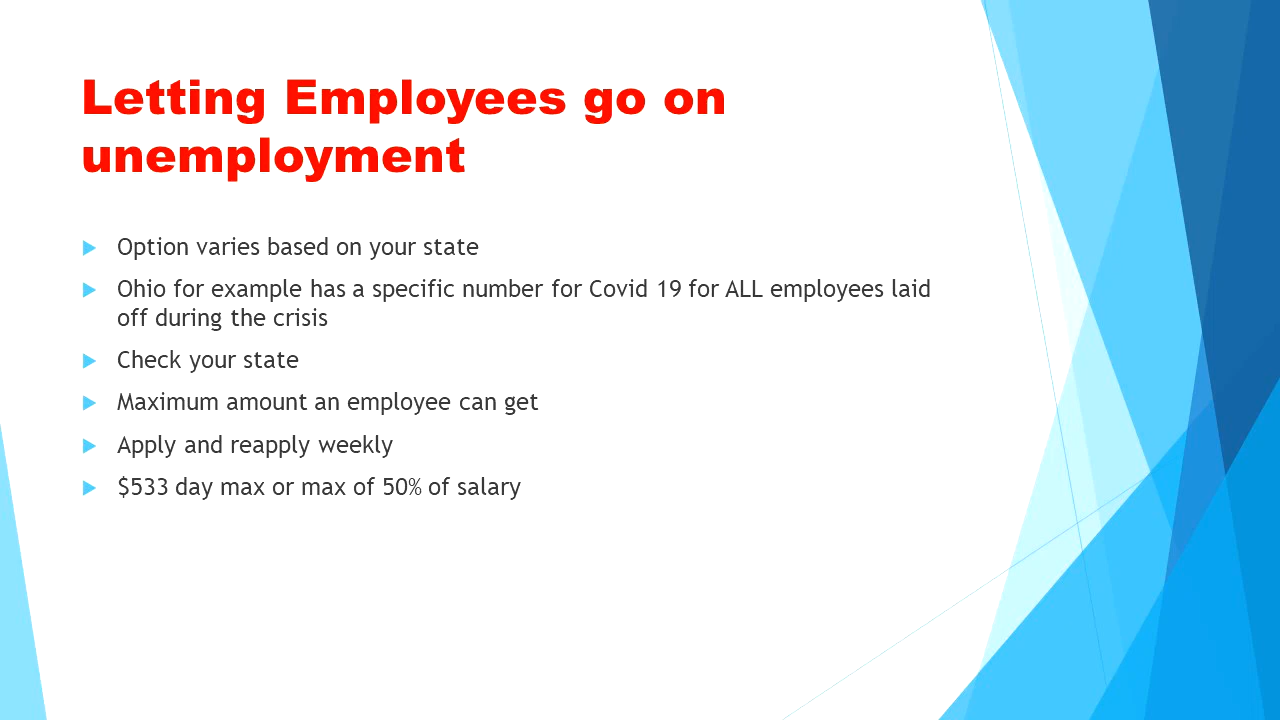 Letting Employees go on
unemployment
Option varies based on your state
Ohio for example has a specific number for Covid 19 for ALL employees laid
off during the crisis
Check your state
Maximum amount an employee can get
Apply and reapply weekly
$533 day max or max of 50% of salary